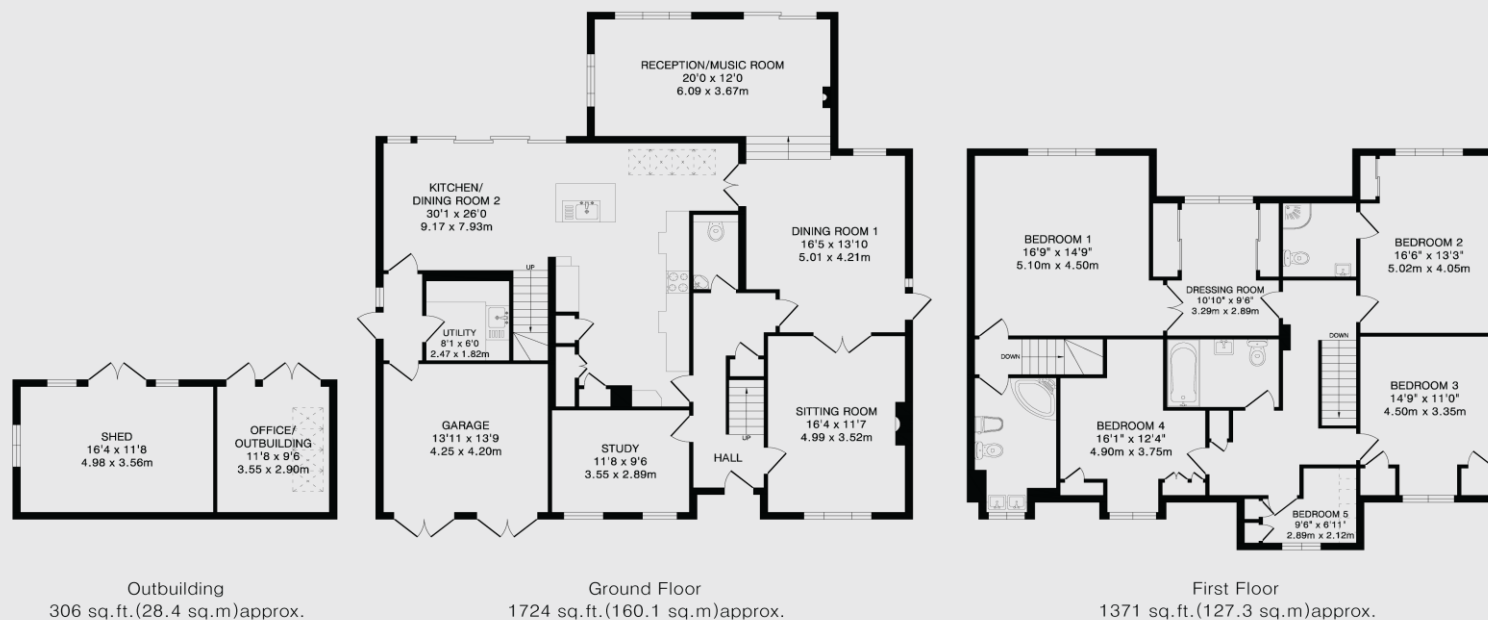 RECEPTION/MUSIC ROOM
20'0 x 12'0
6.09 x 3.67m
KITCHEN/
DINING ROOM 2
30'1 x 26'0
9.17 x 7.93m
DINING ROOM 1
16'5 x 13'10
5.01 x 4.21m
UP
UTILITY
8'1 x 6'0
2.47 x 1.82m
GARAGE
13'11 x 13'9
4.25 x 4.20m
STUDY
11'8 x 9'6
3.55 x 2.89m
UP
HALL
SITTING ROOM
16'4 x 11'7
4.99 x 3.52m
SHED
16'4 x 11'8
4.98 x 3.56m
OFFICE/
OUTBUILDING
11'8 x 9'6
3.55 x 2.90m
BEDROOM 1
16'9" x 14'9"
5.10m x 4.50m
BEDROOM 2
16'6" x 13'3"
5.02m x 4.05m
DRESSING ROOM
10'10" x 9'6"
3.29m x 2.89m
DOWN
DOWN
BEDROOM 3
14'9" x 11'0"
4.50m x 3.35m
BEDROOM 4
16'1" x 12'4"
4.90m x 3.75m
BEDROOM 5
9'6" x 6'11"
2.89m x 2.12m
Outbuilding
306 sq.ft.(28.4 sq.m)approx.
Ground Floor
1724 sq.ft.(160.1 sq.m)approx.
First Floor
1371 sq.ft.(127.3 sq.m)approx.